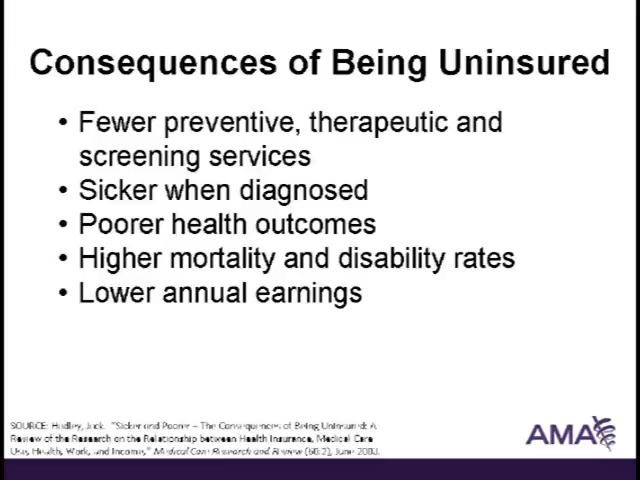 Consequences of Being Uninsured
• Fewer preventive, therapeutic and
screening services
• Sicker when diagnosed
• Poorer health outcomes
• Higher mortality and disability rates
• Lower annual earnings
SOURCE: Hadley, Jack. "Sicker and Poorer – The Consequences of Being Uninsured: A
Review of the Research on the Relationship between Health Insurance, Medical Care
Use, Health, Work, and Income," Medical Care Research and Review (60:2), June 2003.
AMA